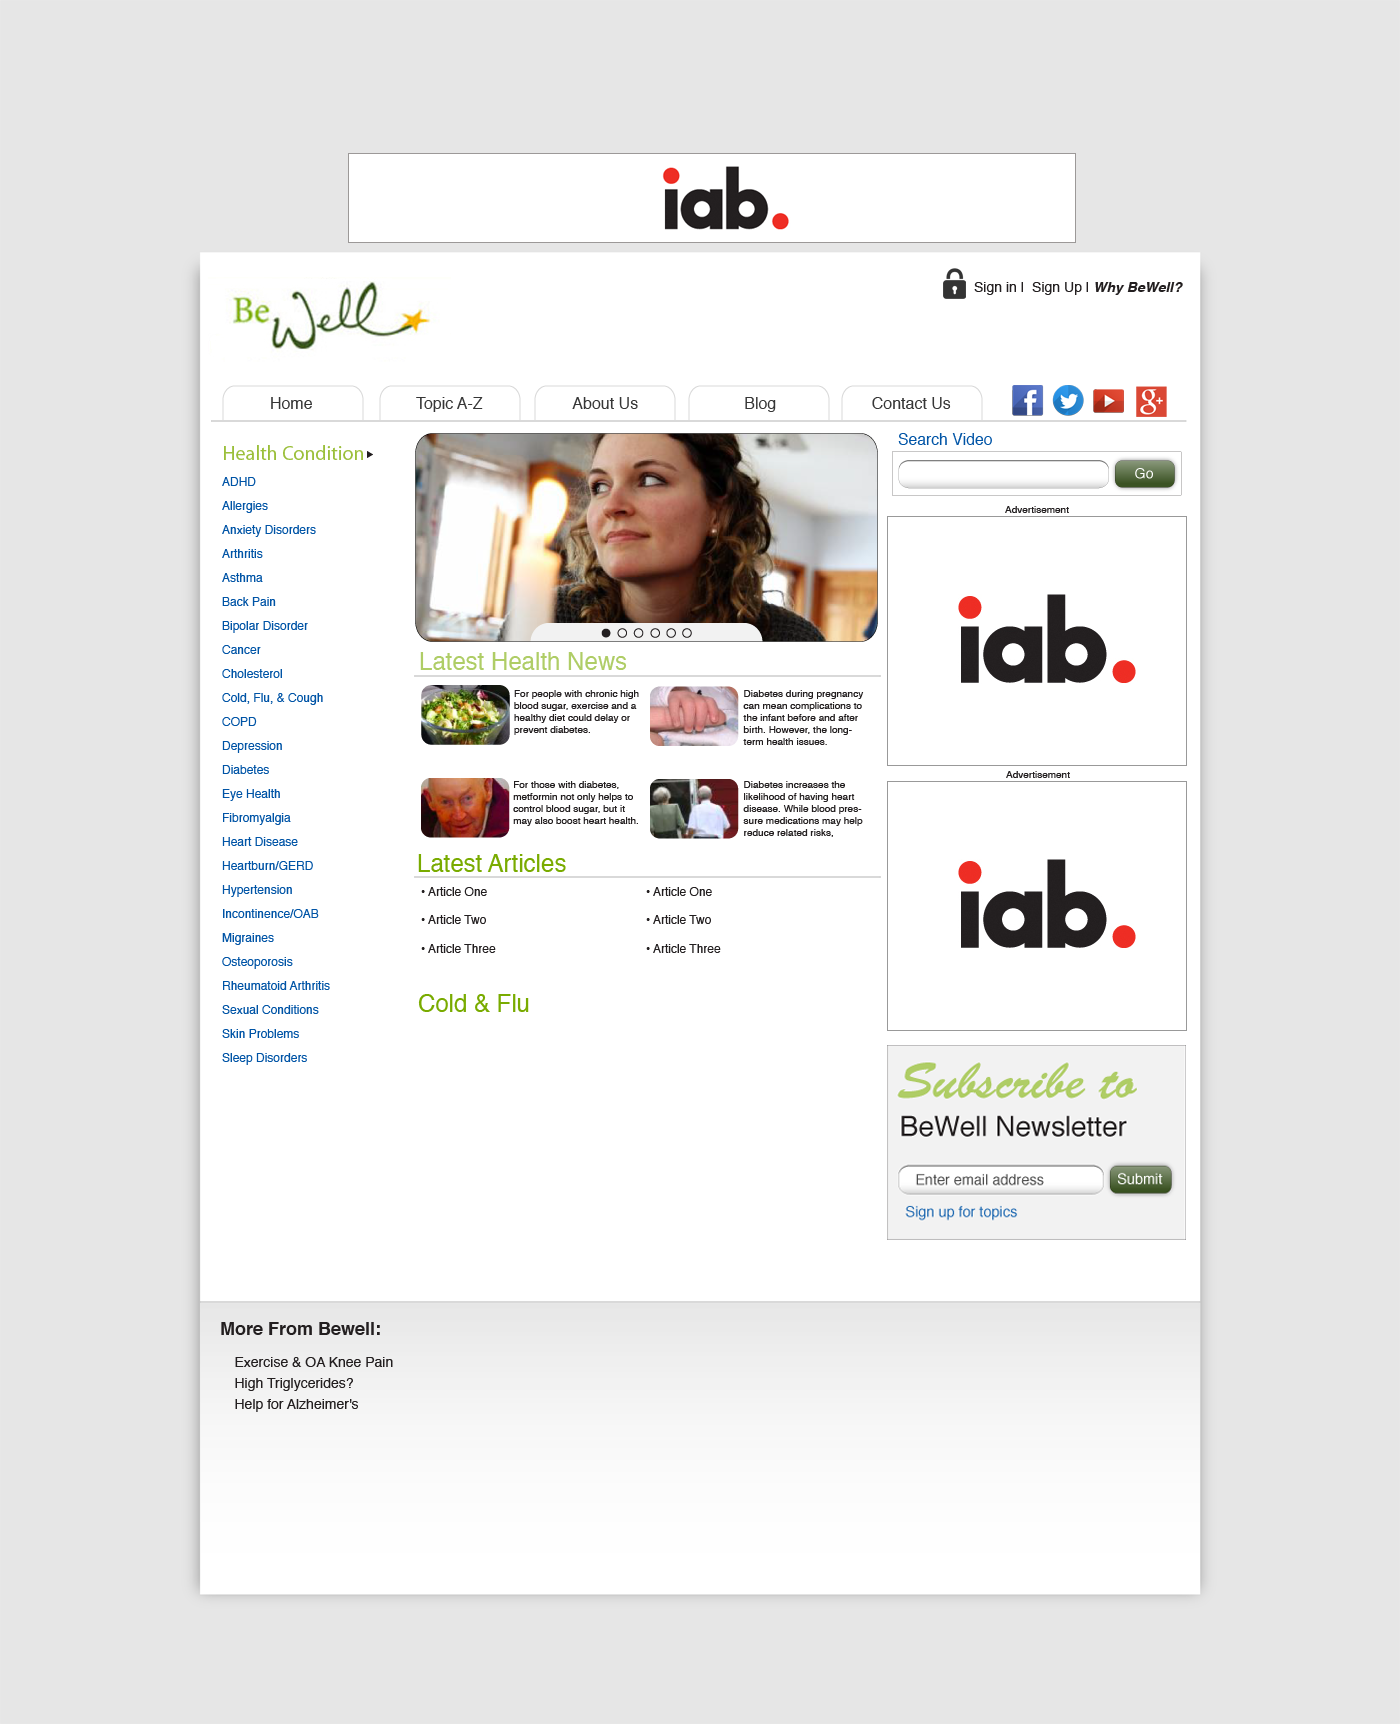 iab.
Be Well
Sign in | Sign Up | Why BeWell?
Home
Topic A-Z
About Us
Blog
Contact Us
f
g+
Health Condition
ADHD
Allergies
Anxiety Disorders
Arthritis
Asthma
Back Pain
Bipolar Disorder
Cancer
Cholesterol
Cold, Flu, & Cough
COPD
Depression
Diabetes
Eye Health
Fibromyalgia
Heart Disease
Heartburn/GERD
Hypertension
Incontinence/OAB
Migraines
Osteoporosis
Rheumatoid Arthritis
Sexual Conditions
Skin Problems
Sleep Disorders
Latest Health News
For people with chronic high
blood sugar, exercise and a
healthy diet could delay or
prevent diabetes.
Diabetes during pregnancy
can mean complications to
the infant before and after
birth. However, the long-
term health issues.
For those with diabetes,
metformin not only helps to
control blood sugar, but it
may also boost heart health.
Diabetes increases the
likelihood of having heart
disease. While blood pres-
sure medications may help
reduce related risks,
Latest Articles
• Article One
• Article Two
• Article Three
• Article One
• Article Two
• Article Three
Cold & Flu
Search Video
Go
Advertisement
iab.
Advertisement
iab.
Subscribe to
BeWell Newsletter
Enter email address
Submit
Sign up for topics
More From Bewell:
Exercise & OA Knee Pain
High Triglycerides?
Help for Alzheimer's